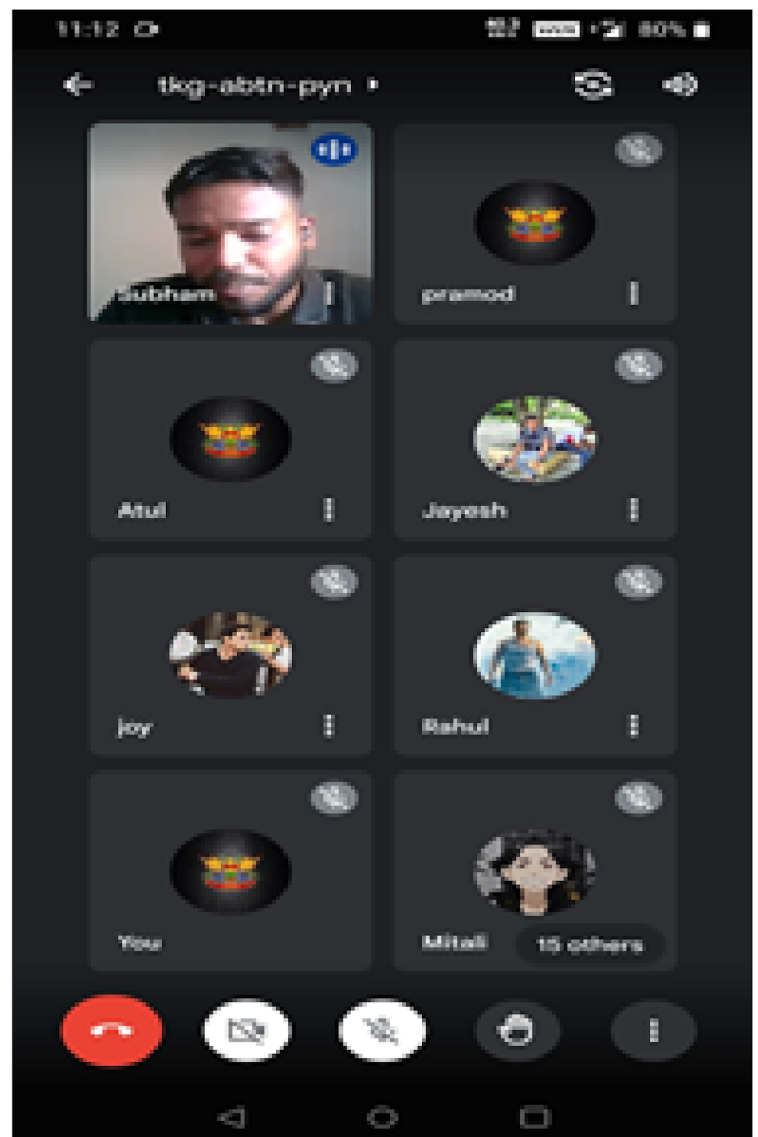 11:12
80%
tkg-abtn-pyn
Subham
pramod
Atul
Jayesh
joy
Rahul
You
Mitali
15 others